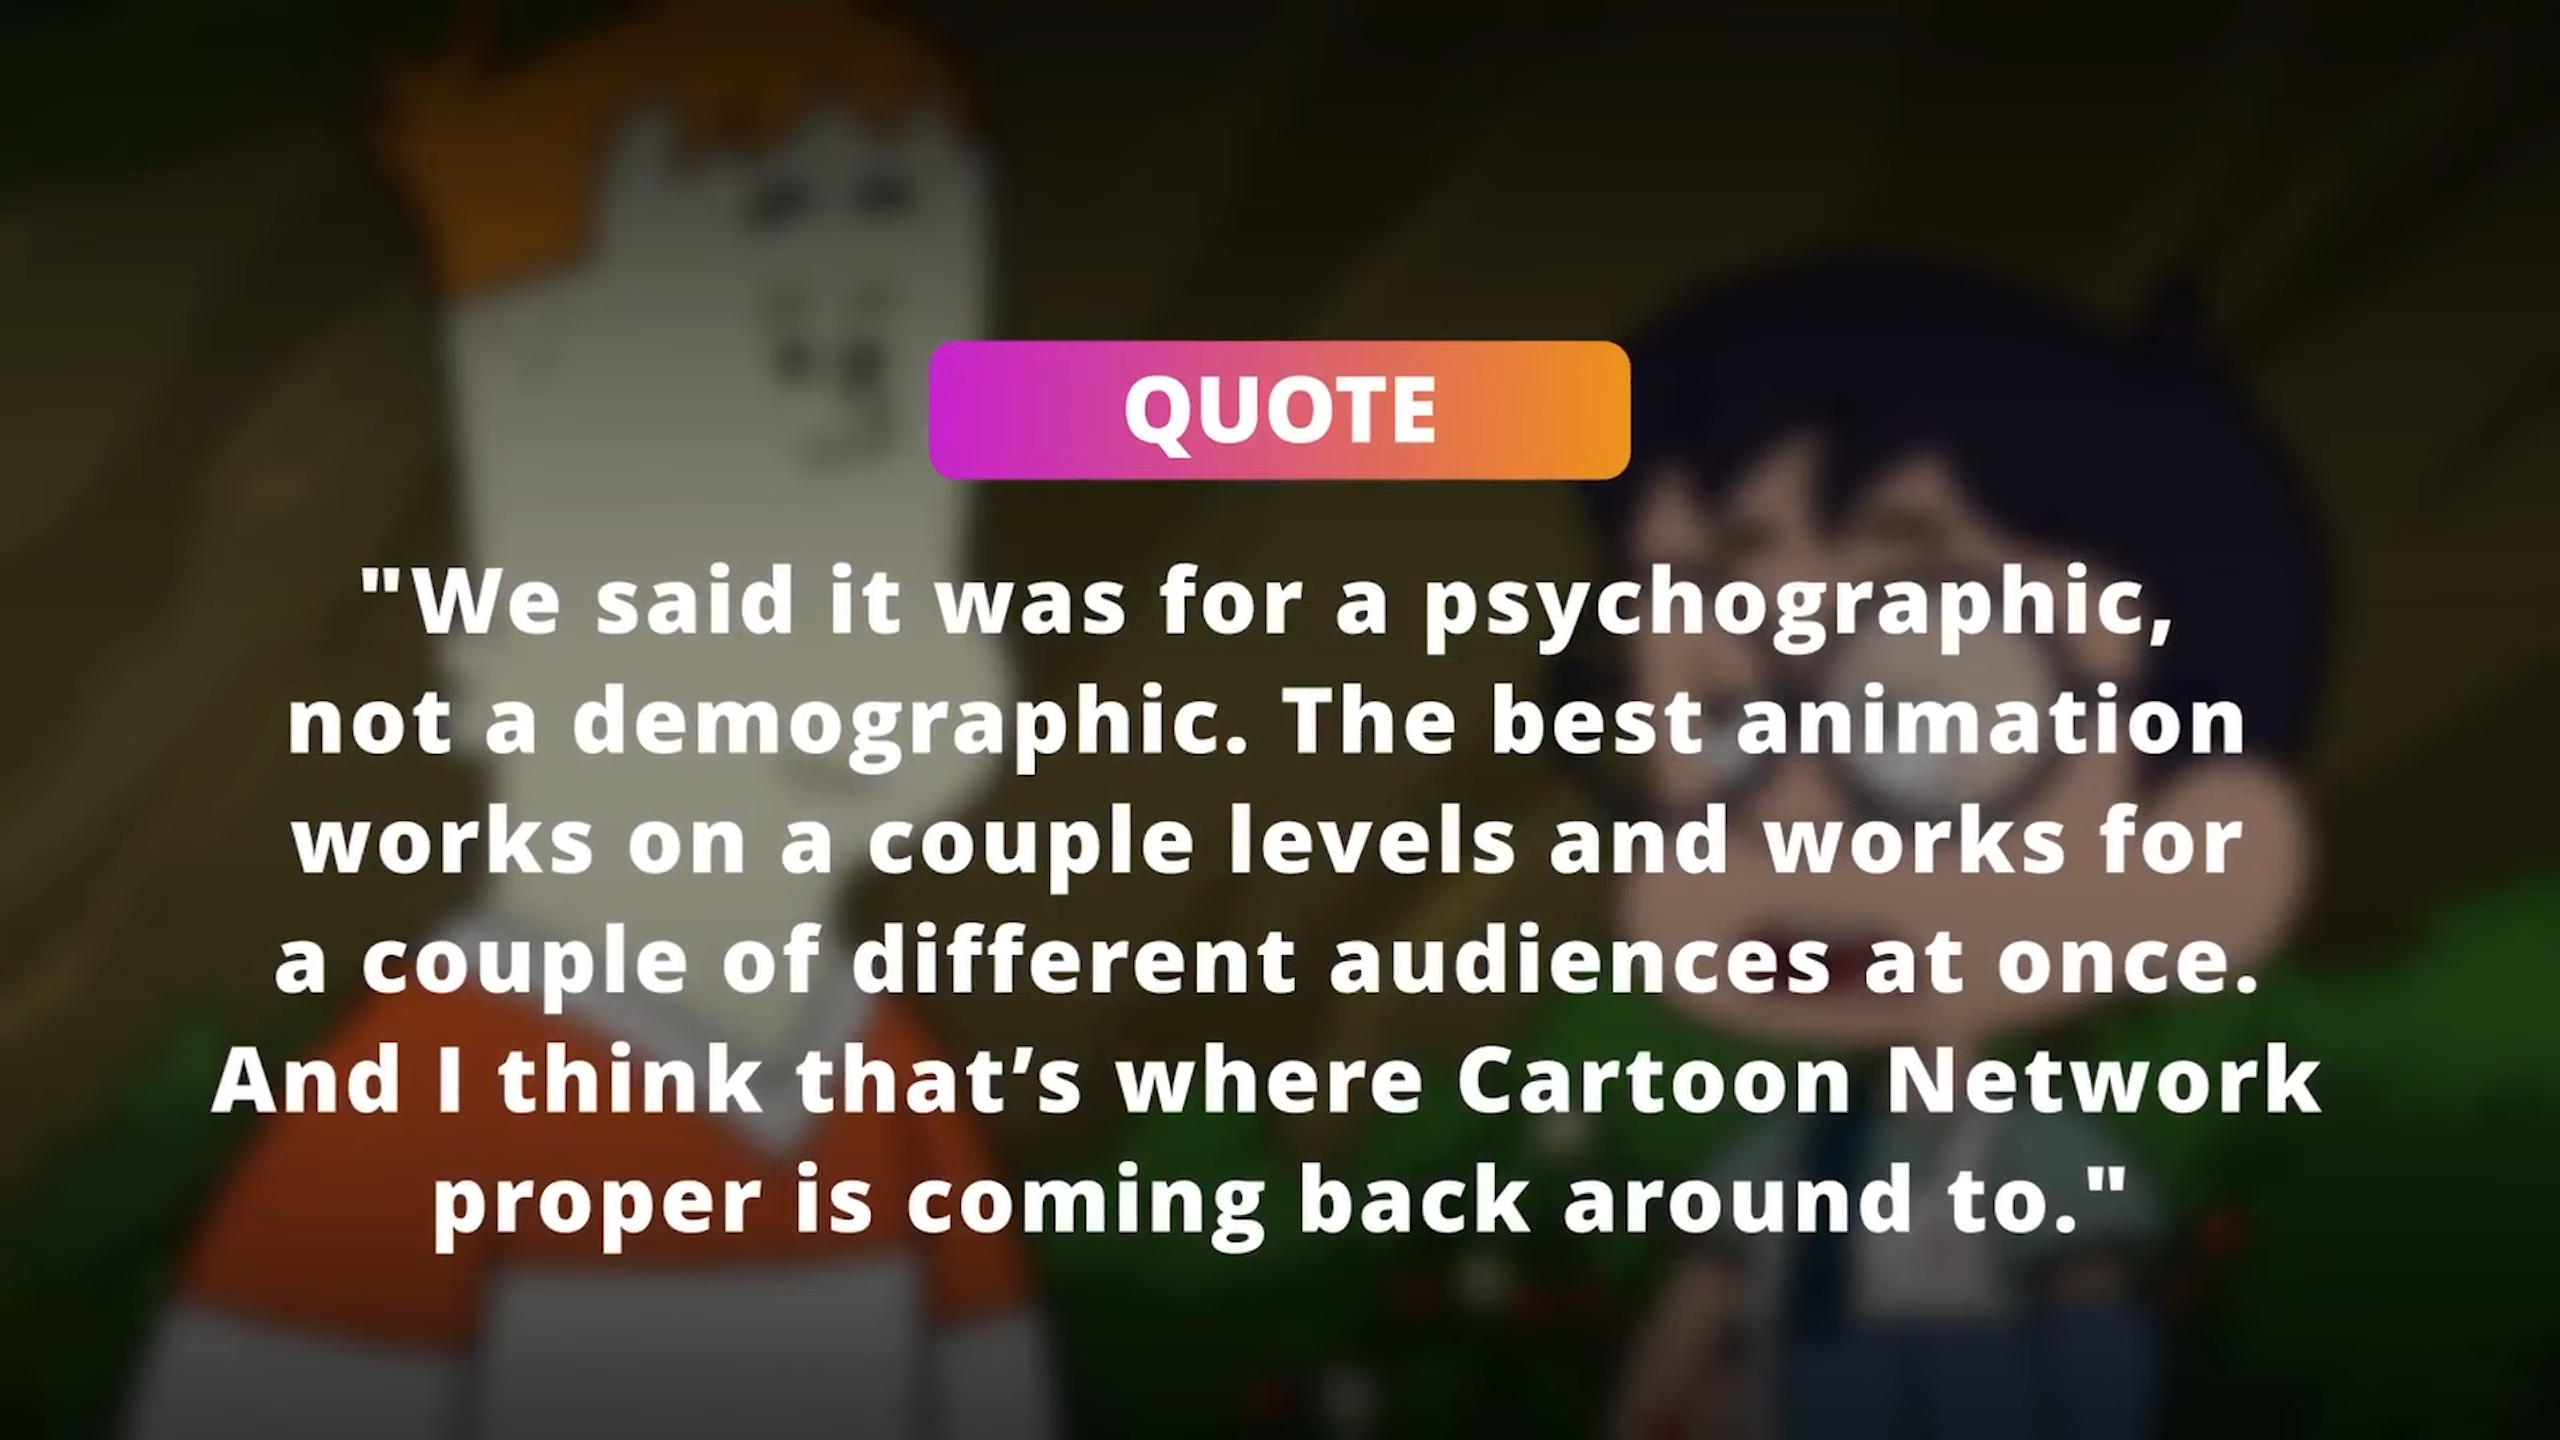 QUOTE
"We said it was for a psychographic,
not a demographic. The best animation
works on a couple levels and works for
a couple of different audiences at once.
And I think that’s where Cartoon Network
proper is coming back around to."